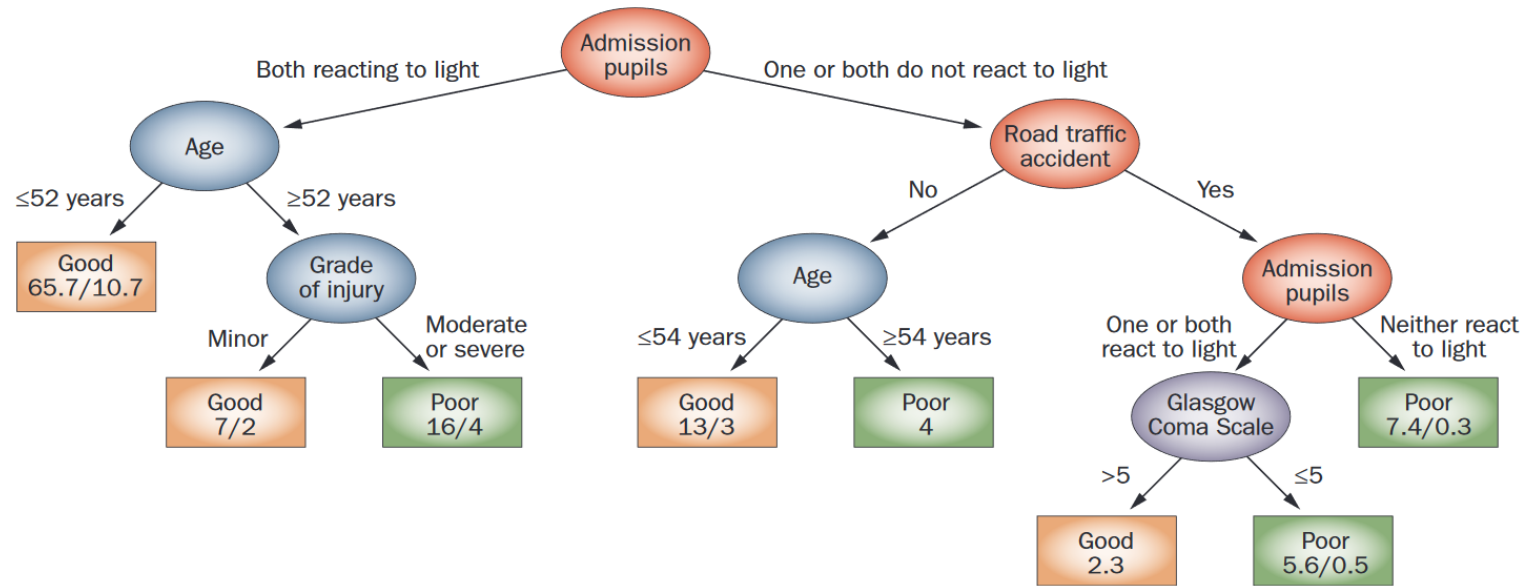 Admission
pupils
Both reacting to light
One or both do not react to light
Age
Road traffic
accident
≤52 years
≥52 years
No
Yes
Good
65.7/10.7
Grade
of injury
Age
Admission
pupils
Minor
Moderate
or severe
≤54 years
≥54 years
One or both
react to light
Neither react
to light
Good
7/2
Poor
16/4
Good
13/3
Poor
4
Glasgow
Coma Scale
Poor
7.4/0.3
>5
≤5
Good
2.3
Poor
5.6/0.5